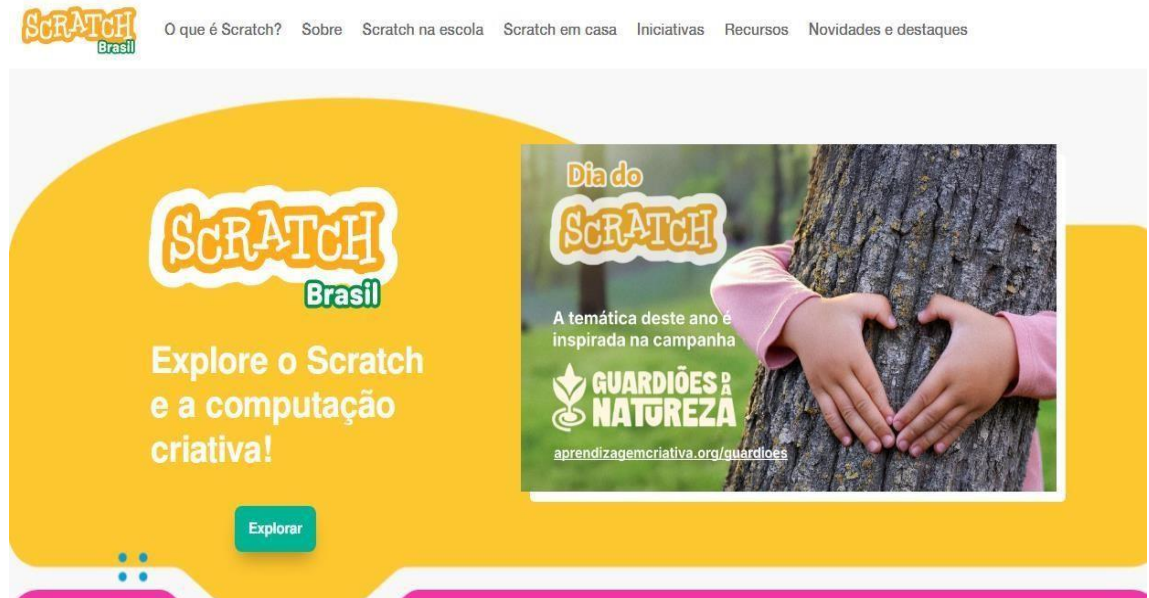 SCRATCH
Brasil
O que é Scratch? Sobre Scratch na escola Scratch em casa Iniciativas Recursos Novidades e destaques
SCRATCH
Brasil
Explore o Scratch
e a computação
criativa!
Explorar
Dia do
SCRATCH
A temática deste ano é
inspirada na campanha
GUARDIÕES DA
NATUREZA
aprendizagemcriativa.org/guardioes